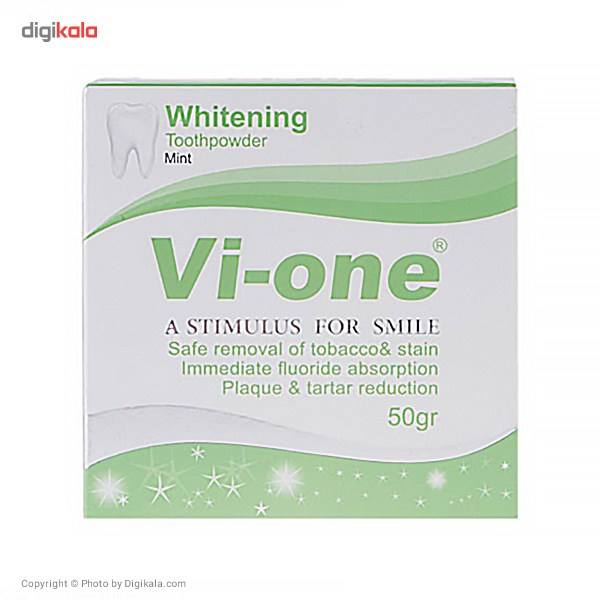 digikala
Whitening
Toothpowder
Mint
Vi-one®
A STIMULUS FOR SMILE
Safe removal of tobacco& stain
Immediate fluoride absorption
Plaque & tartar reduction
50gr
Copyright © Photo by Digikala.com